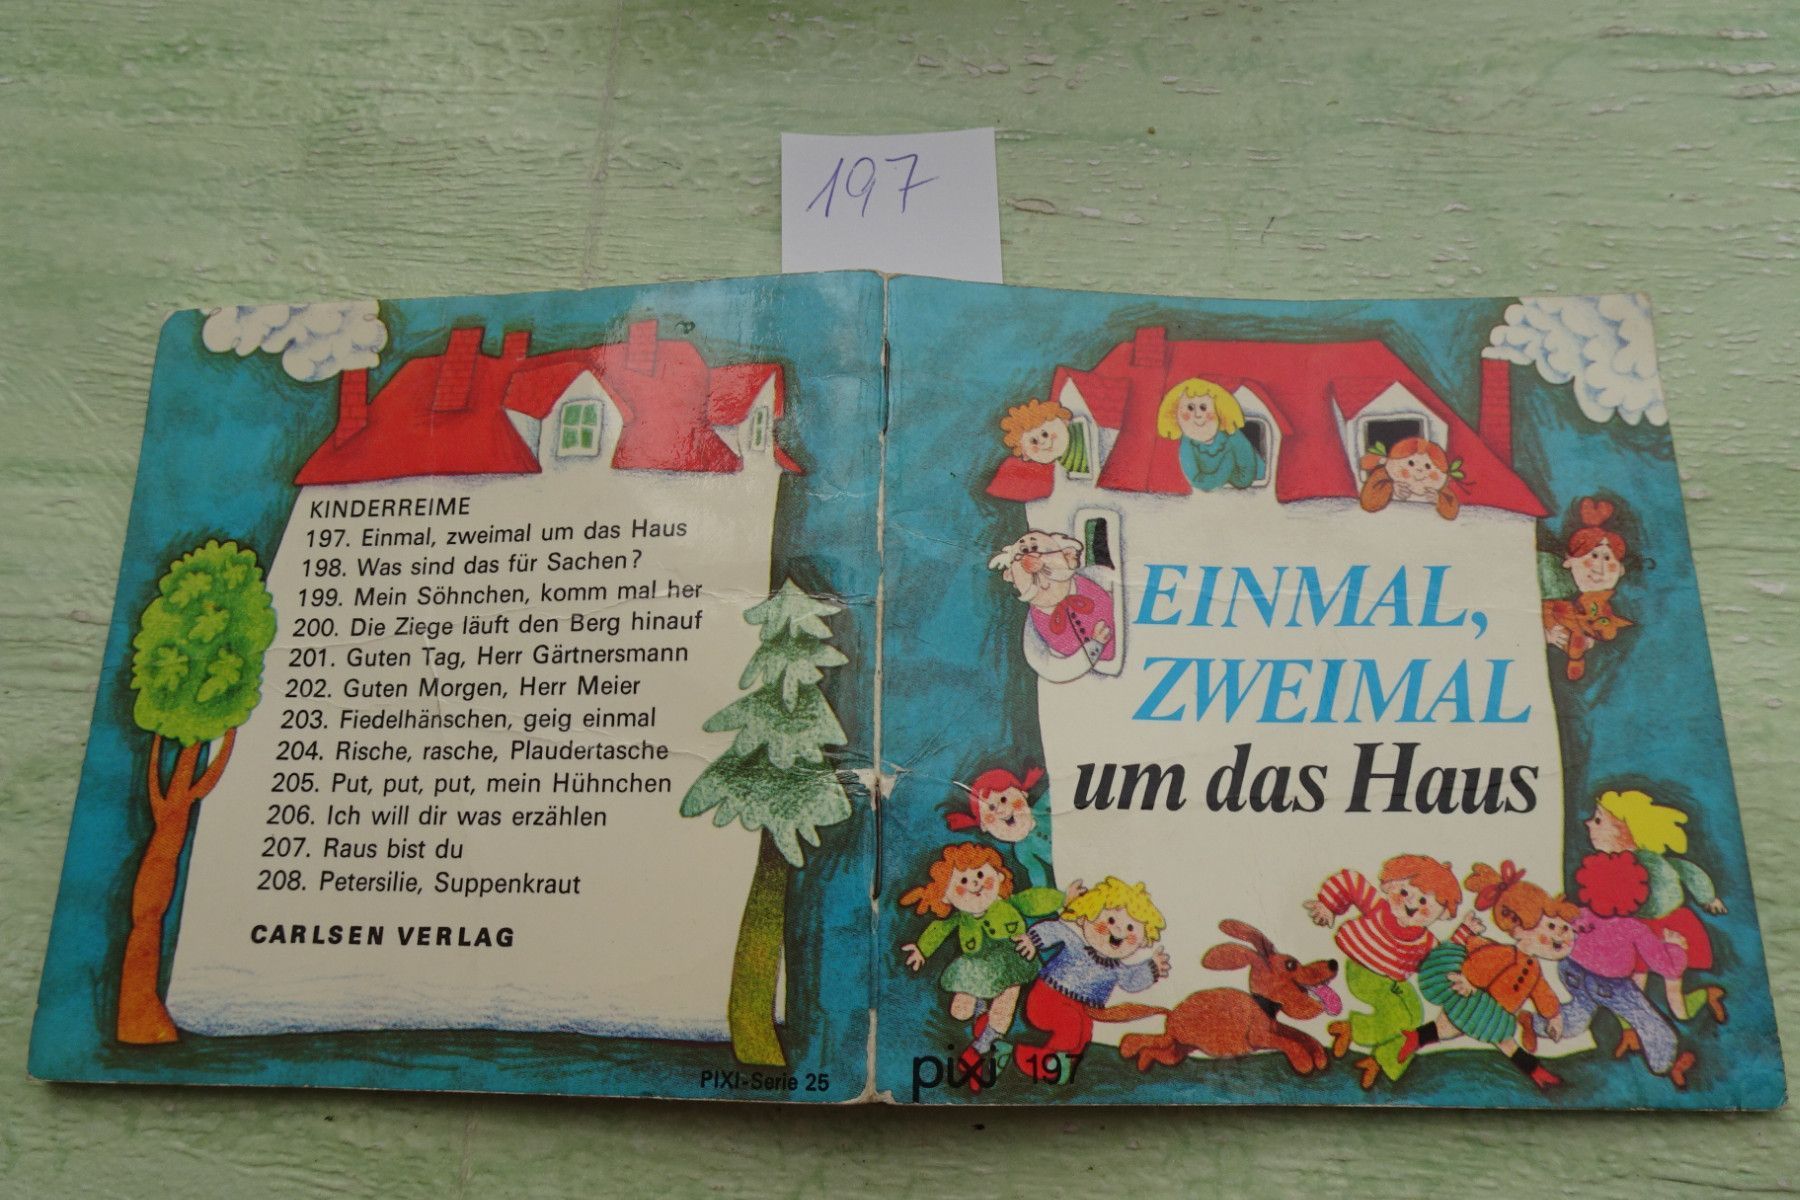 197
KINDERREIME
197. Einmal, zweimal um das Haus
198. Was sind das für Sachen?
199. Mein Söhnchen, komm mal her
200. Die Ziege läuft den Berg hinauf
201. Guten Tag, Herr Gärtnersmann
202. Guten Morgen, Herr Meier
203. Fiedelhänschen, geig einmal
204. Rische, rasche, Plaudertasche
205. Put, put, put, mein Hühnchen
206. Ich will dir was erzählen
207. Raus bist du
208. Petersilie, Suppenkraut
CARLSEN VERLAG
PIXI-Serie 25
EINMAL,
ZWEIMAL
um das Haus
pixi 197